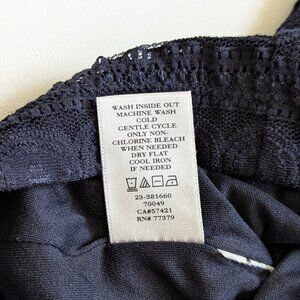 WASH INSIDE OUT
MACHINE WASH
COLD
GENTLE CYCLE
ONLY NON-
CHLORINE BLEACH
WHEN NEEDED
DRY FLAT
COOL IRON
IF NEEDED
23-381660
70049
CA#57421
RN# 77379